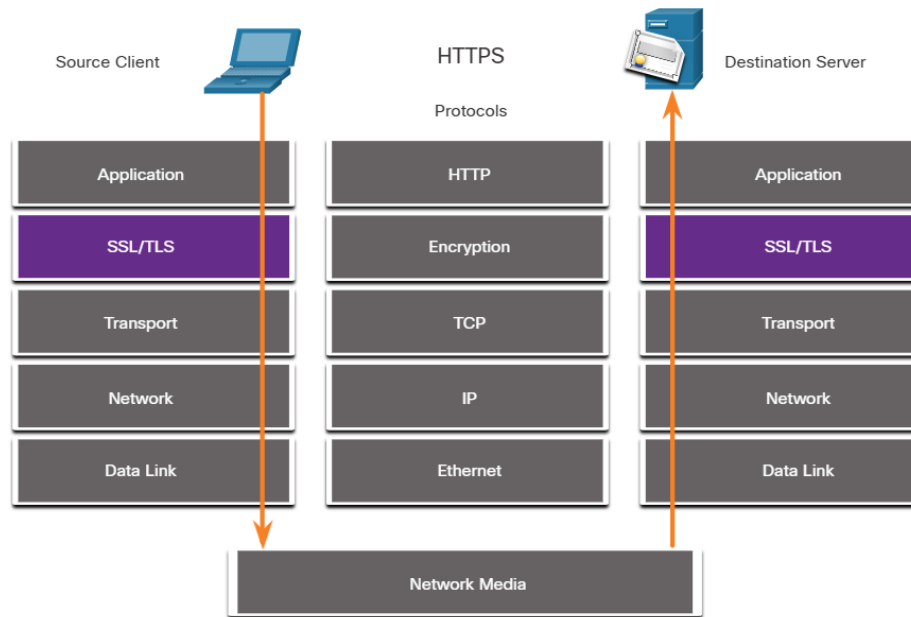 Source Client
HTTPS
Destination Server
Protocols
Application
HTTP
Application
SSL/TLS
Encryption
SSL/TLS
Transport
TCP
Transport
Network
IP
Network
Data Link
Ethernet
Data Link
Network Media